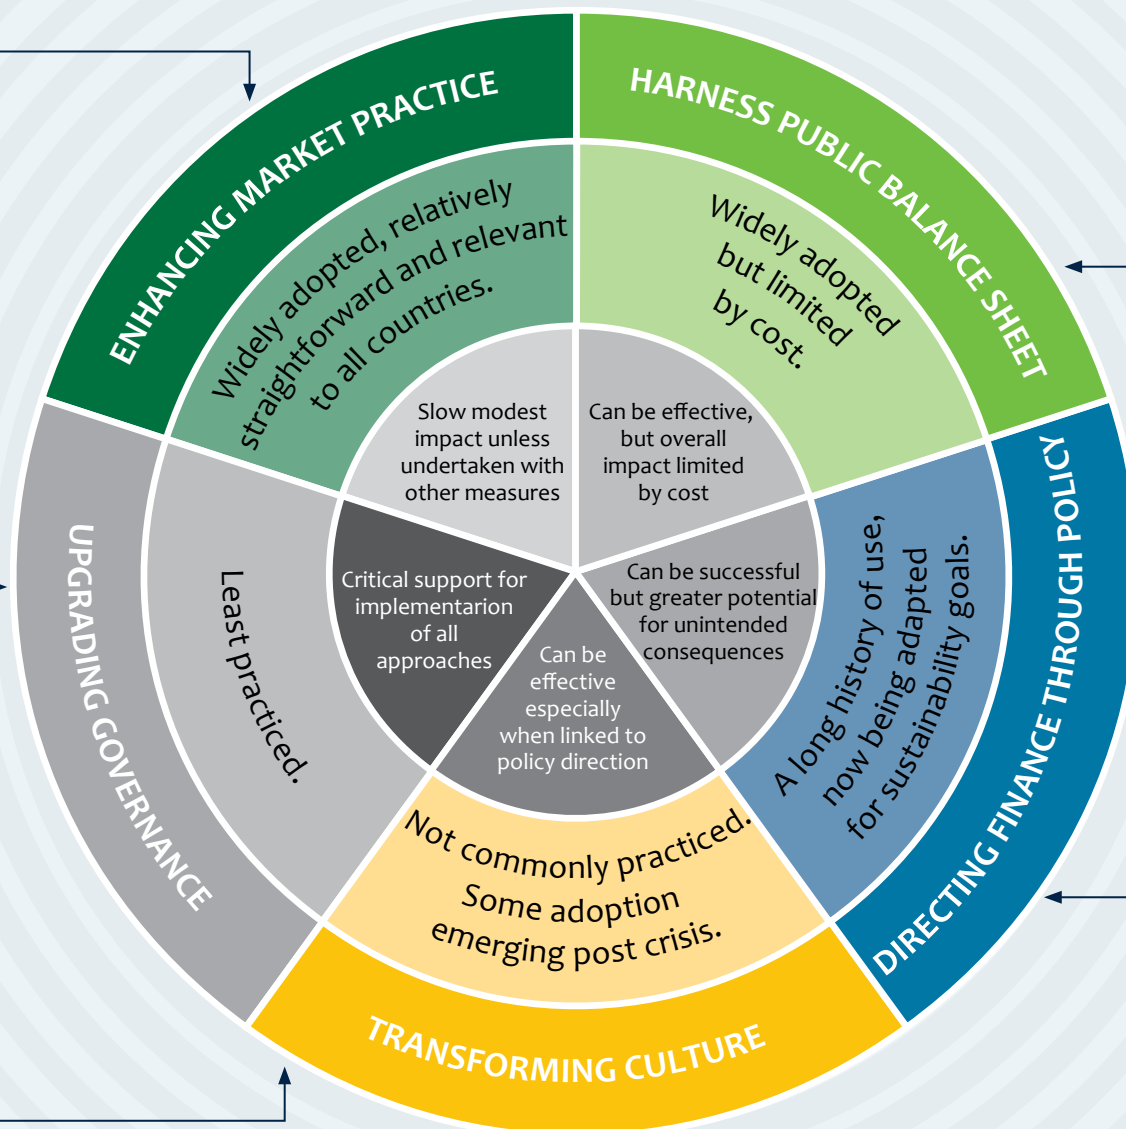 ENHANCING MARKET PRACTICE
Widely adopted, relatively
straightforward and relevant
to all countries.
Slow modest
impact unless
undertaken with
other measures
HARNESS PUBLIC BALANCE SHEET
Widely adopted
but limited
by cost.
Can be effective,
but overall
impact limited
by cost
DIRECTING FINANCE THROUGH POLICY
A long history of use,
now being adapted
for sustainability goals.
Can be successful
but greater potential
for unintended
consequences
TRANSFORMING CULTURE
Not commonly practiced.
Some adoption
emerging post crisis.
Can be
effective
especially
when linked to
policy direction
UPGRADING GOVERNANCE
Least practiced.
Critical support for
implementarion
of all
approaches